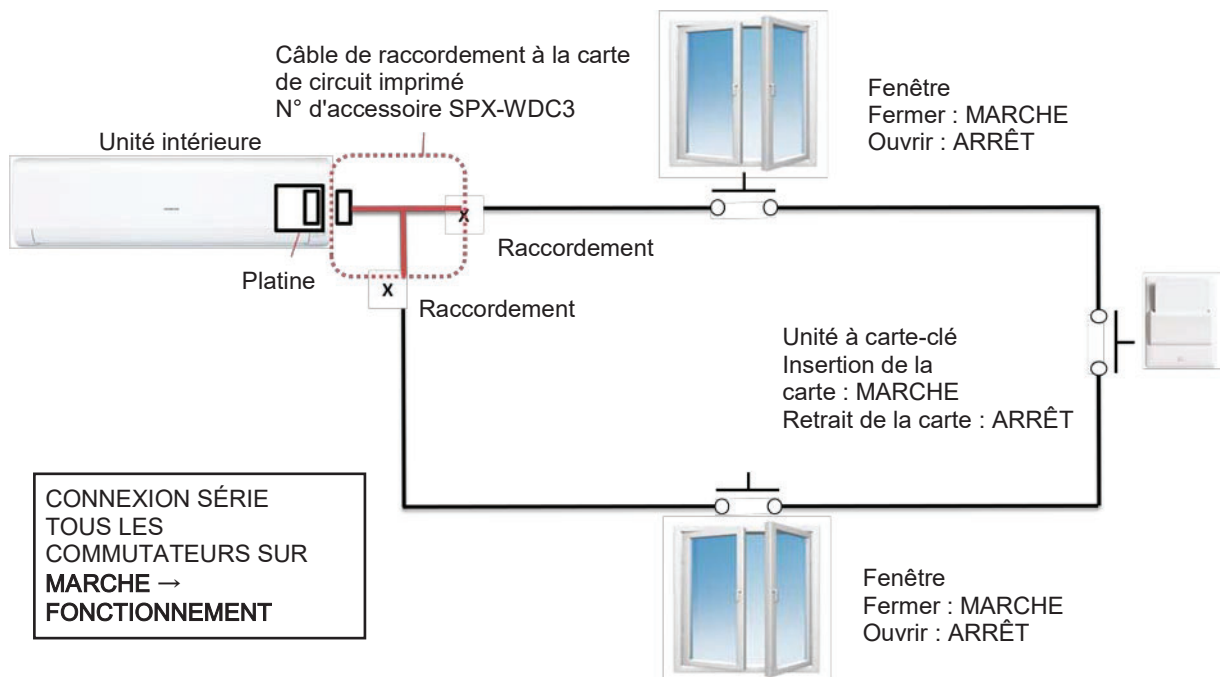 Câble de raccordement à la carte
de circuit imprimé
N° d'accessoire SPX-WDC3
Unité intérieure
Fenêtre
Fermer : MARCHE
Ouvrir : ARRÊT
X
Raccordement
Platine
X
Raccordement
Unité à carte-clé
Insertion de la
carte : MARCHE
Retrait de la carte : ARRÊT
CONNEXION SÉRIE
TOUS LES
COMMUTATEURS SUR
MARCHE →
FONCTIONNEMENT
Fenêtre
Fermer : MARCHE
Ouvrir : ARRÊT